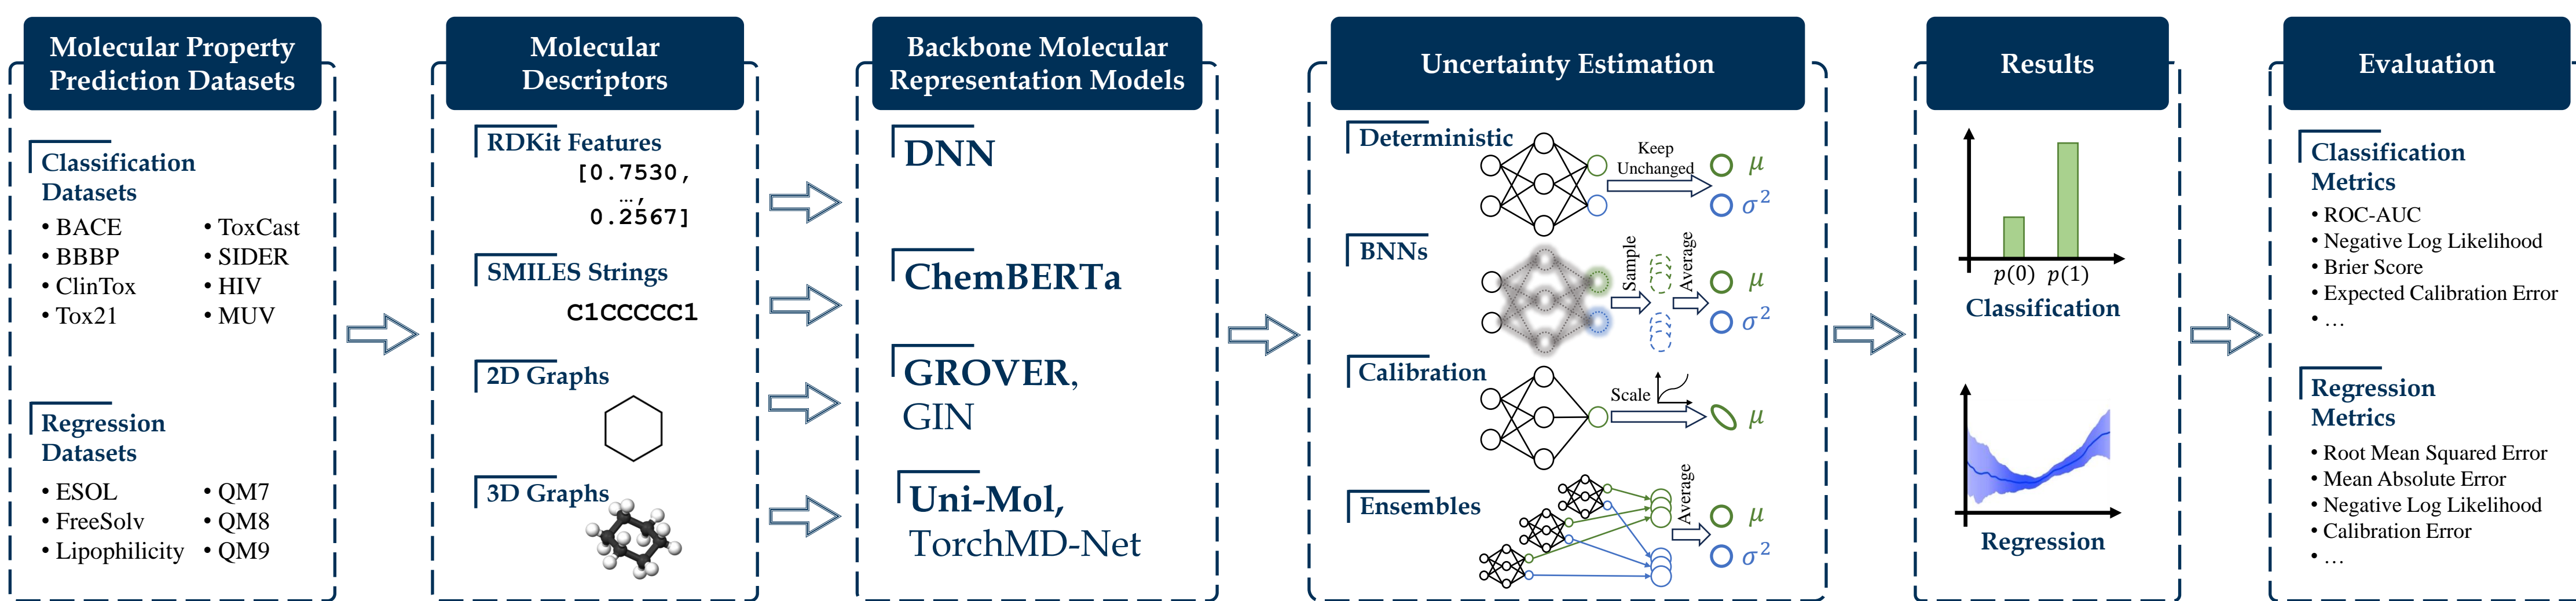 Molecular Property
Prediction Datasets
Classification
Datasets
• BACE
• BBBP
• ClinTox
• Tox21
• ToxCast
• SIDER
• HIV
• MUV
Regression
Datasets
• ESOL
• FreeSolv
• Lipophilicity
• QM7
• QM8
• QM9
Molecular
Descriptors
RDKit Features
[0.7530,
…,
0.2567]
SMILES Strings
C1CCCCC1
2D Graphs
3D Graphs
Backbone Molecular
Representation Models
DNN
ChemBERTa
GROVER,
GIN
Uni-Mol,
TorchMD-Net
Uncertainty Estimation
Deterministic
Keep
Unchanged
μ
σ²
BNNs
Sample
Average
μ
σ²
Calibration
Scale
μ
Ensembles
Average
μ
σ²
Results
p(0) p(1)
Classification
Regression
Evaluation
Classification
Metrics
• ROC-AUC
• Negative Log Likelihood
• Brier Score
• Expected Calibration Error
• …
Regression
Metrics
• Root Mean Squared Error
• Mean Absolute Error
• Negative Log Likelihood
• Calibration Error
• …